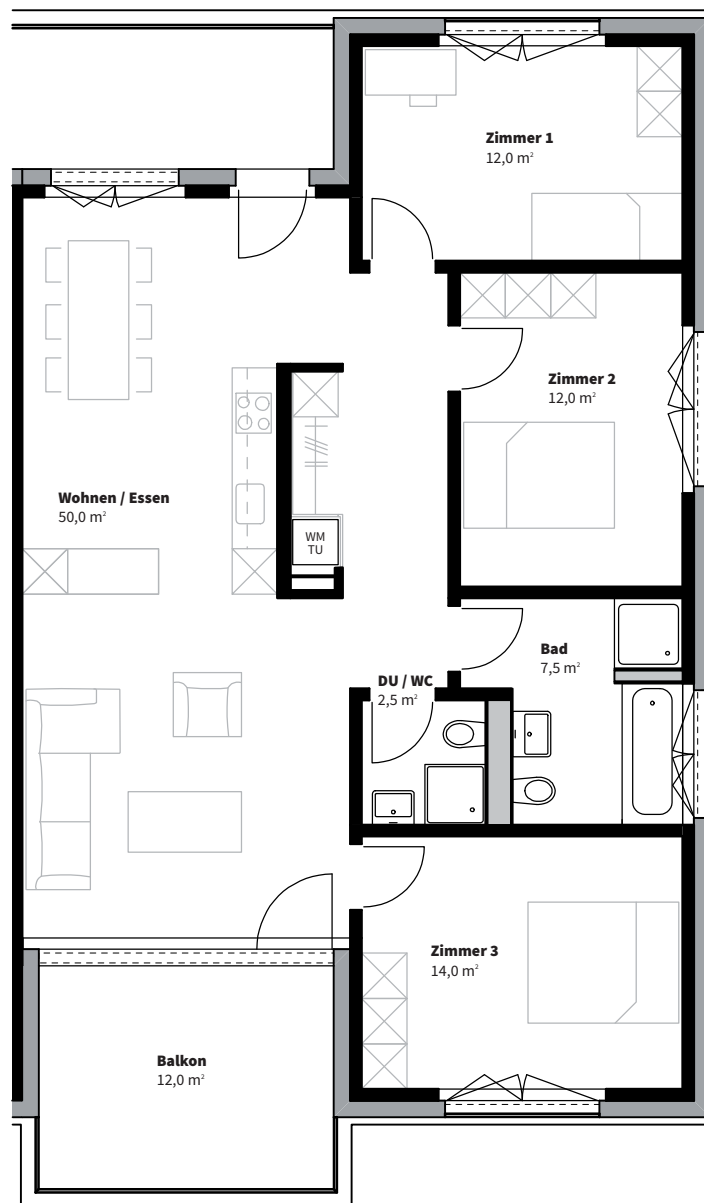 Zimmer 1
12,0 m²
Zimmer 2
12,0 m²
Wohnen / Essen
50,0 m²
WM
TU
Bad
7,5 m²
DU / WC
2,5 m²
Zimmer 3
14,0 m²
Balkon
12,0 m²